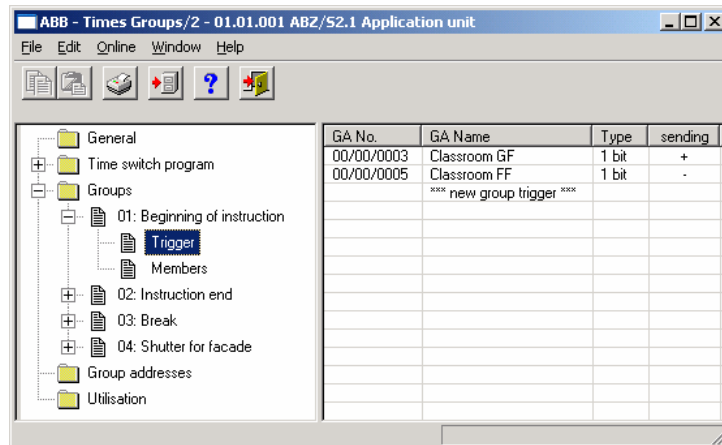 ABB - Times Groups/2 - 01.01.001 ABZ/S2.1 Application unit
File Edit Online Window Help
General
Time switch program
Groups
01: Beginning of instruction
Trigger
Members
02: Instruction end
03: Break
04: Shutter for facade
Group addresses
Utilisation
GA No. GA Name Type sending
00/00/0003 Classroom GF 1 bit +
00/00/0005 Classroom FF 1 bit -
*** new group trigger ***